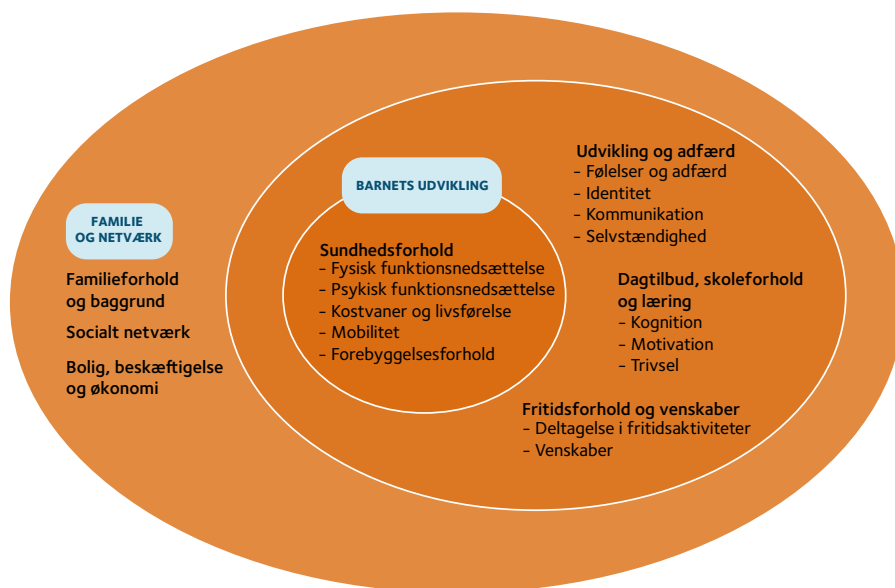 FAMILIE
OG NETVÆRK
Familieforhold
og baggrund
Socialt netværk
Bolig, beskæftigelse
og økonomi
BARNETS UDVIKLING
Sundhedsforhold
– Fysisk funktionsnedsættelse
– Psykisk funktionsnedsættelse
– Kostvaner og livsførelse
– Mobilitet
– Forebyggelsesforhold
Udvikling og adfærd
– Følelser og adfærd
– Identitet
– Kommunikation
– Selvstændighed
Dagtilbud, skoleforhold
og læring
– Kognition
– Motivation
– Trivsel
Fritidsforhold og venskaber
– Deltagelse i fritidsaktiviteter
– Venskaber